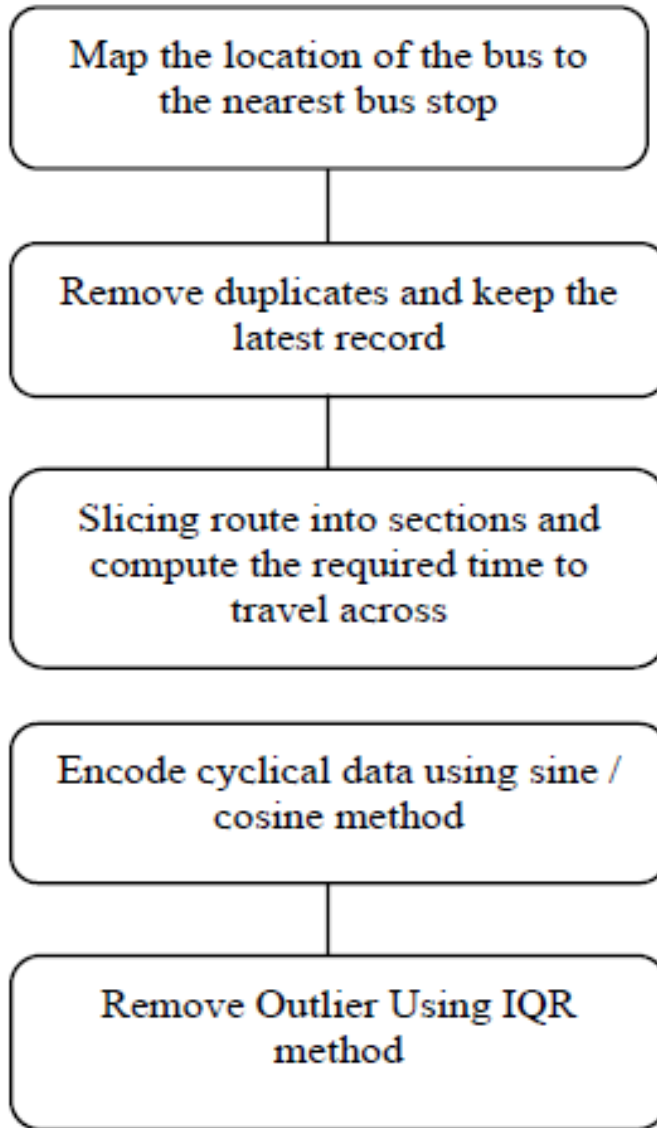 Map the location of the bus to
the nearest bus stop
Remove duplicates and keep the
latest record
Slicing route into sections and
compute the required time to
travel across
Encode cyclical data using sine /
cosine method
Remove Outlier Using IQR
method